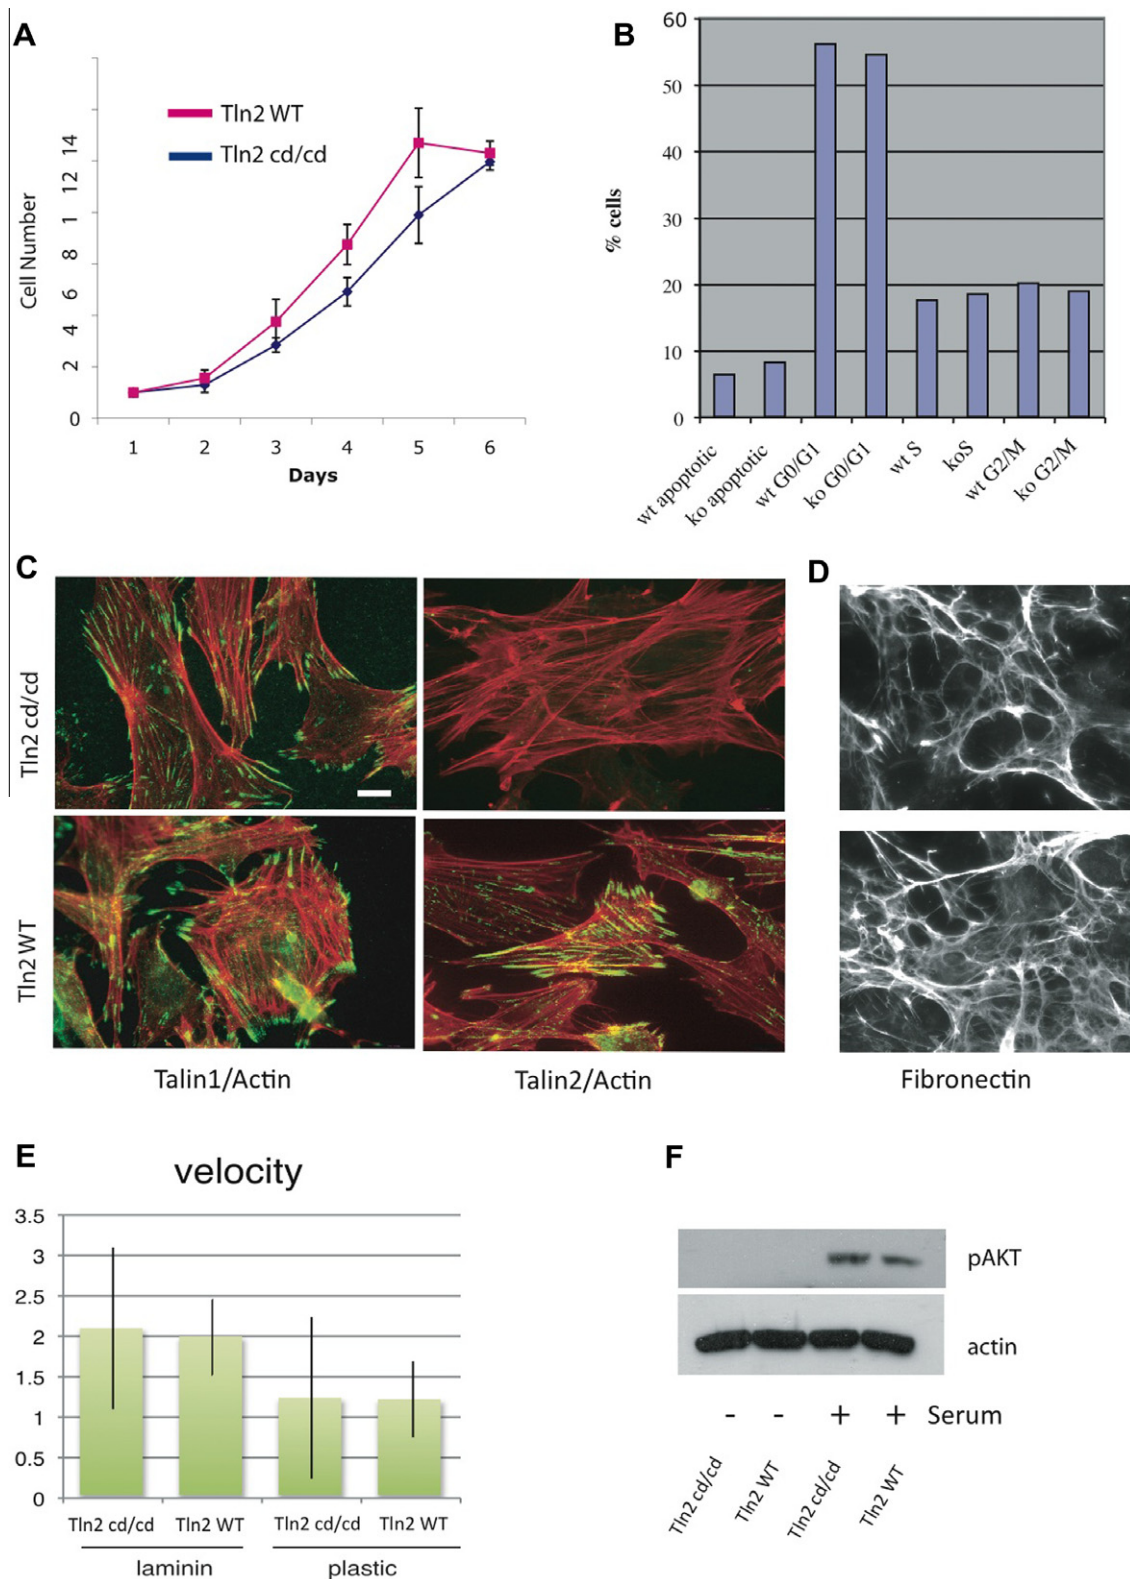 A
Tln2 WT
Tln2 cd/cd
Cell Number
14
12
1
8
6
4
2
0
1 2 3 4 5 6
Days
B
% cells
60
50
40
30
20
10
0
wt apoptotic
ko apoptotic
wt G0/G1
ko G0/G1
wt S
koS
wt G2/M
ko G2/M
C
Tln2 cd/cd
Tln2 WT
Talin1/Actin
Talin2/Actin
D
Fibronectin
E
velocity
3.5
3
2.5
2
1.5
1
0.5
0
Tln2 cd/cd Tln2 WT Tln2 cd/cd Tln2 WT
laminin plastic
F
pAKT
actin
- - + + Serum
Tln2 cd/cd
Tln2 WT
Tln2 cd/cd
Tln2 WT